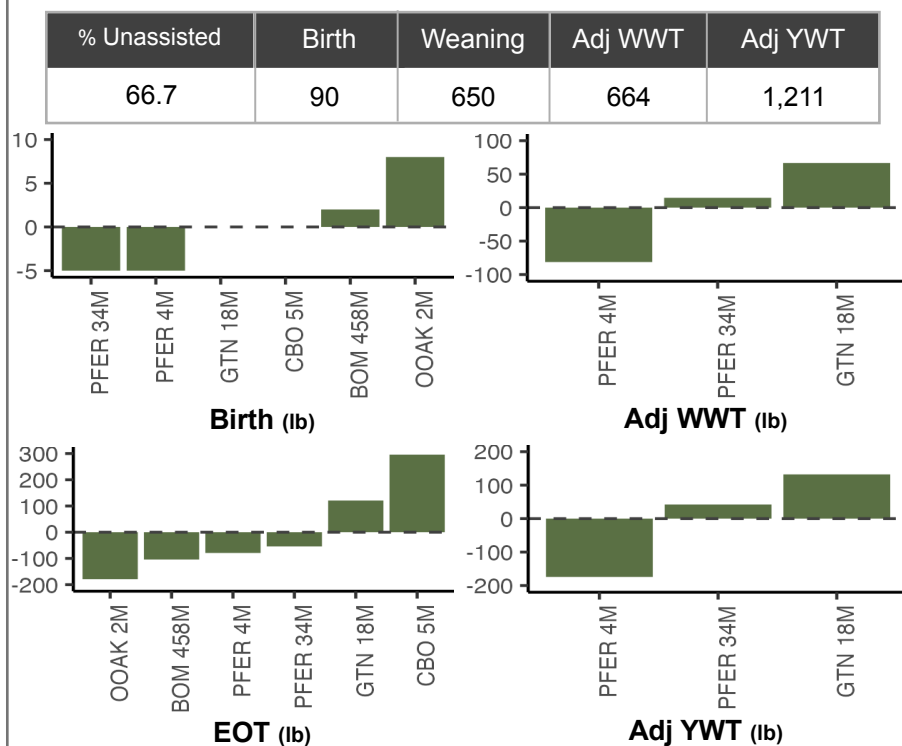 % Unassisted Birth Weaning Adj WWT Adj YWT
66.7 90 650 664 1,211
10
5
0
-5
PFER 34M
PFER 4M
GTN 18M
CBO 5M
BOM 458M
OOAK 2M
Birth (lb)
100
50
0
-50
-100
PFER 4M
PFER 34M
GTN 18M
Adj WWT (lb)
300
200
100
0
-100
-200
OOAK 2M
BOM 458M
PFER 4M
PFER 34M
GTN 18M
CBO 5M
EOT (lb)
200
100
0
-100
-200
PFER 4M
PFER 34M
GTN 18M
Adj YWT (lb)